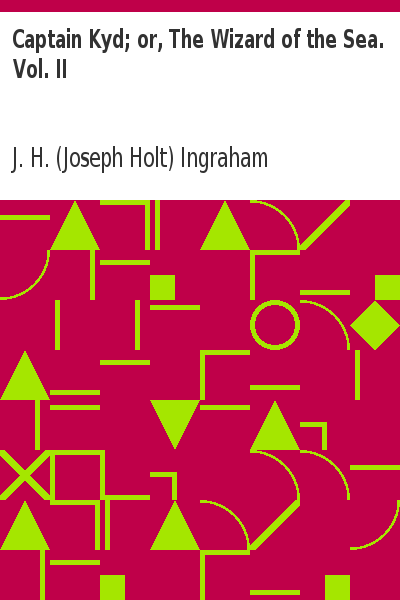 Captain Kyd; or, The Wizard of the Sea.
Vol. II
J. H. (Joseph Holt) Ingraham